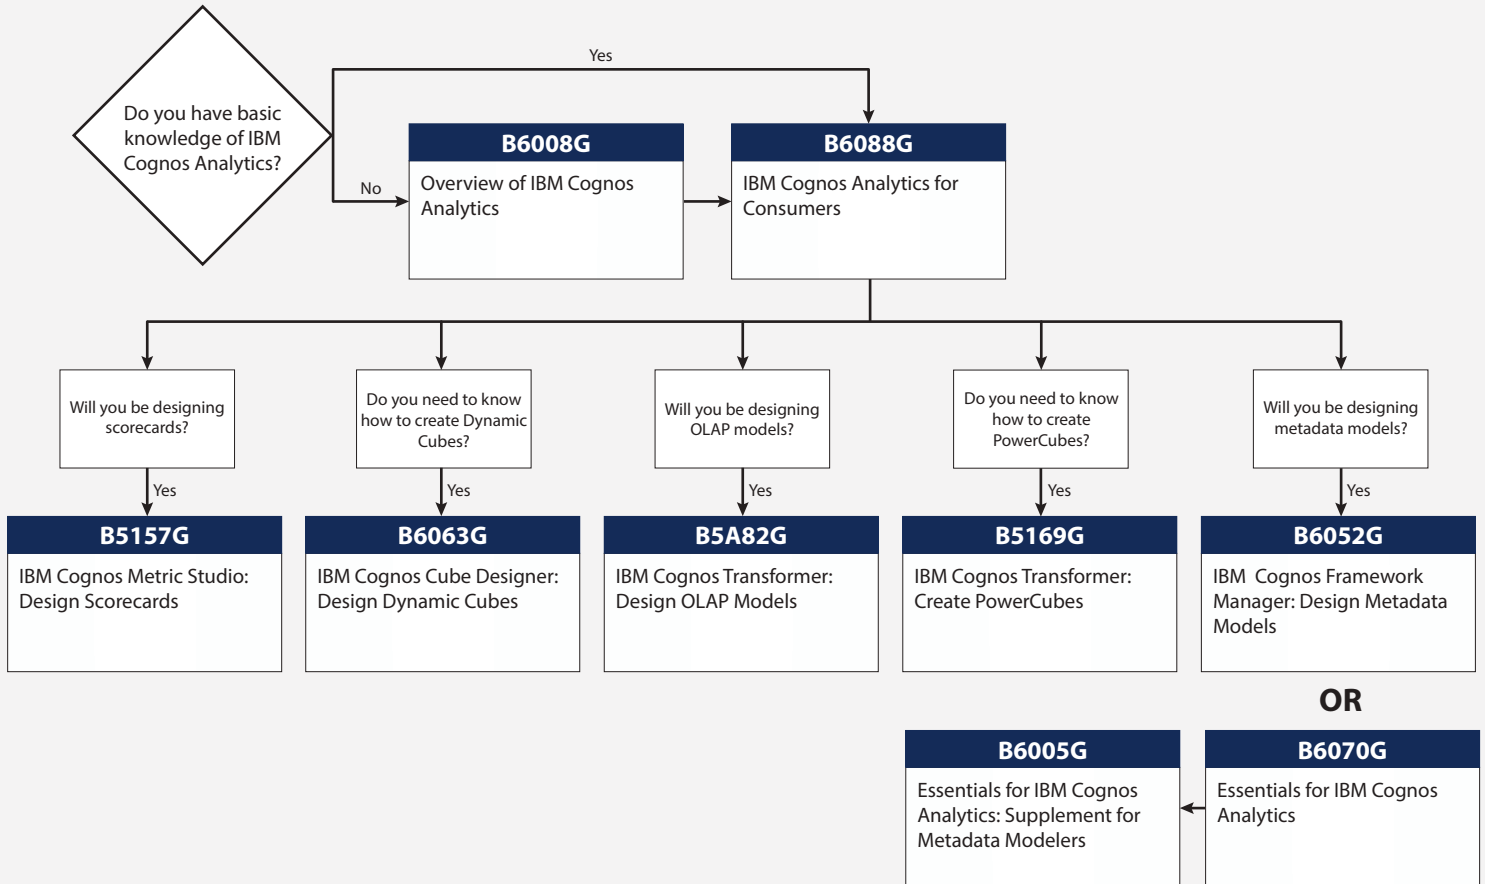 Yes
Do you have basic
knowledge of IBM
Cognos Analytics?
No
B6008G
Overview of IBM Cognos
Analytics
B6088G
IBM Cognos Analytics for
Consumers
Will you be designing
scorecards?
Do you need to know
how to create Dynamic
Cubes?
Will you be designing
OLAP models?
Do you need to know
how to create
PowerCubes?
Will you be designing
metadata models?
Yes
Yes
Yes
Yes
Yes
B5157G
IBM Cognos Metric Studio:
Design Scorecards
B6063G
IBM Cognos Cube Designer:
Design Dynamic Cubes
B5A82G
IBM Cognos Transformer:
Design OLAP Models
B5169G
IBM Cognos Transformer:
Create PowerCubes
B6052G
IBM Cognos Framework
Manager: Design Metadata
Models
OR
B6005G
Essentials for IBM Cognos
Analytics: Supplement for
Metadata Modelers
B6070G
Essentials for IBM Cognos
Analytics